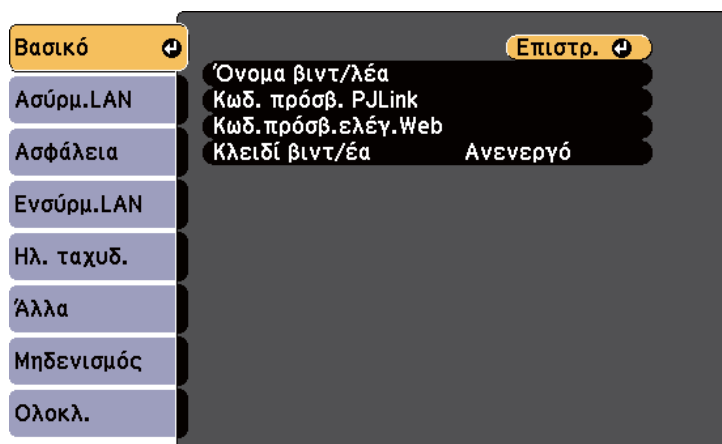 Βασικό
Ασύρμ.LAN
Ασφάλεια
Ενσύρμ.LAN
Ηλ. ταχυδ.
Άλλα
Μηδενισμός
Ολοκλ.
Επιστρ.
Όνομα βιντ/λέα
Κωδ. πρόσβ. PJLink
Κωδ.πρόσβ.ελέγ.Web
Κλειδί βιντ/έα Ανενεργό